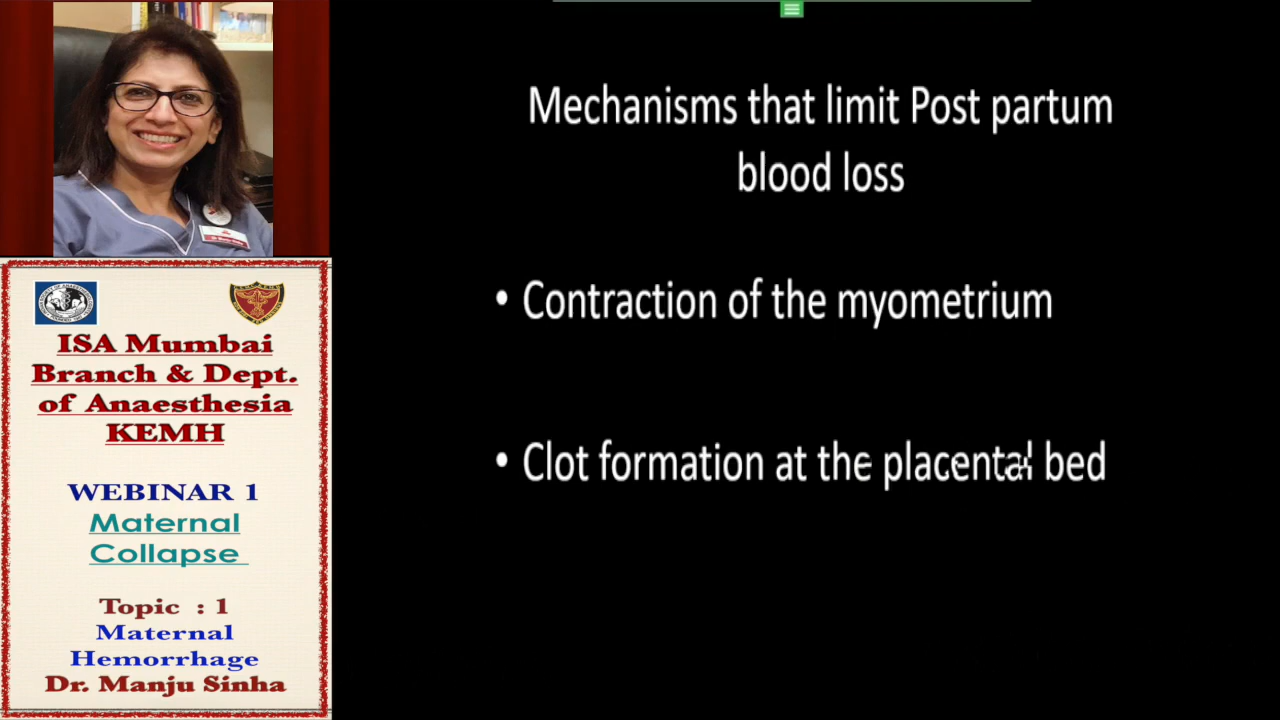 Mechanisms that limit Post partum
blood loss
• Contraction of the myometrium
• Clot formation at the placental bed
ISA Mumbai
Branch & Dept.
of Anaesthesia
KEMH
WEBINAR 1
Maternal
Collapse
Topic : 1
Maternal
Hemorrhage
Dr. Manju Sinha